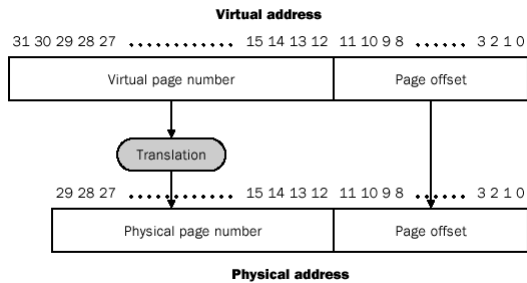 Virtual address
31 30 29 28 27 ............ 15 14 13 12 11 10 9 8 ...... 3 2 1 0
Virtual page number Page offset
Translation
29 28 27 ............ 15 14 13 12 11 10 9 8 ...... 3 2 1 0
Physical page number Page offset
Physical address